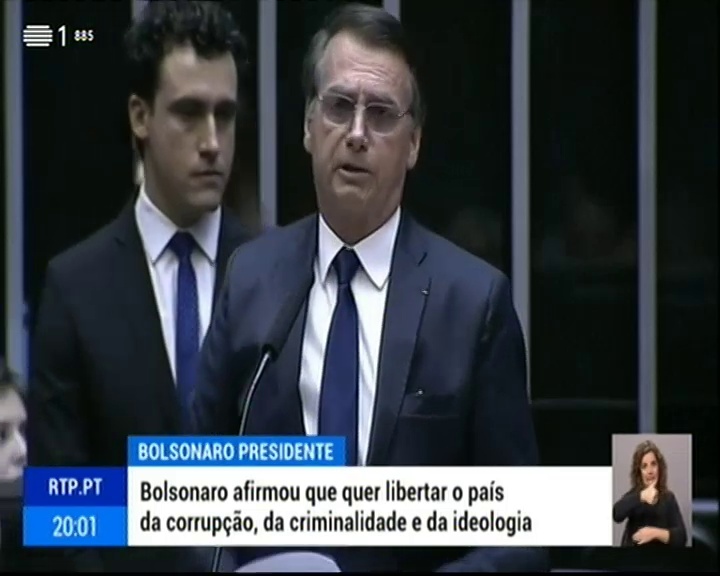 1 885
BOLSONARO PRESIDENTE
RTP.PT
20:01
Bolsonaro afirmou que quer libertar o país
da corrupção, da criminalidade e da ideologia